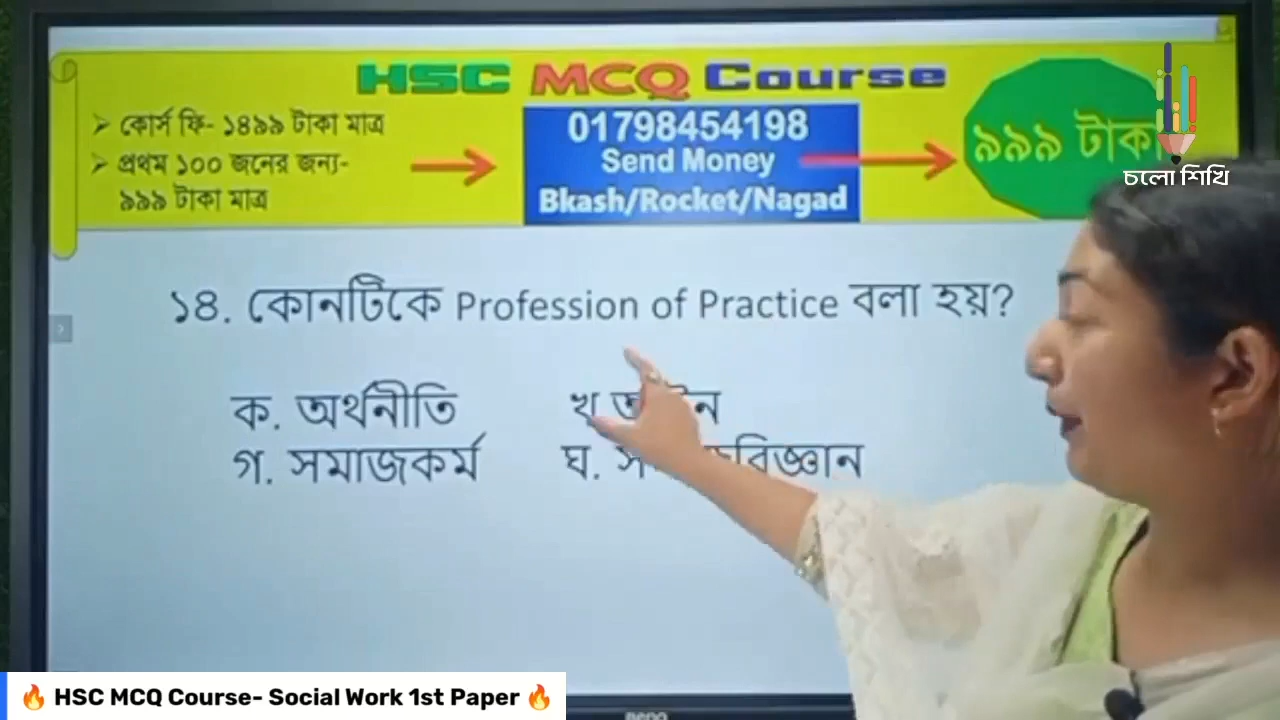 HSC MCQ Course
➢ কোর্স ফি- ১৪৯৯ টাকা মাত্র
➢ প্রথম ১০০ জনের জন্য-
৯৯৯ টাকা মাত্র
01798454198
Send Money
Bkash/Rocket/Nagad
৯৯৯ টাকা
চলো শিখি
১৪. কোনটিকে Profession of Practice বলা হয়?
ক. অর্থনীতি খ
গ. সমাজকর্ম ঘ.
🔥 HSC MCQ Course- Social Work 1st Paper 🔥